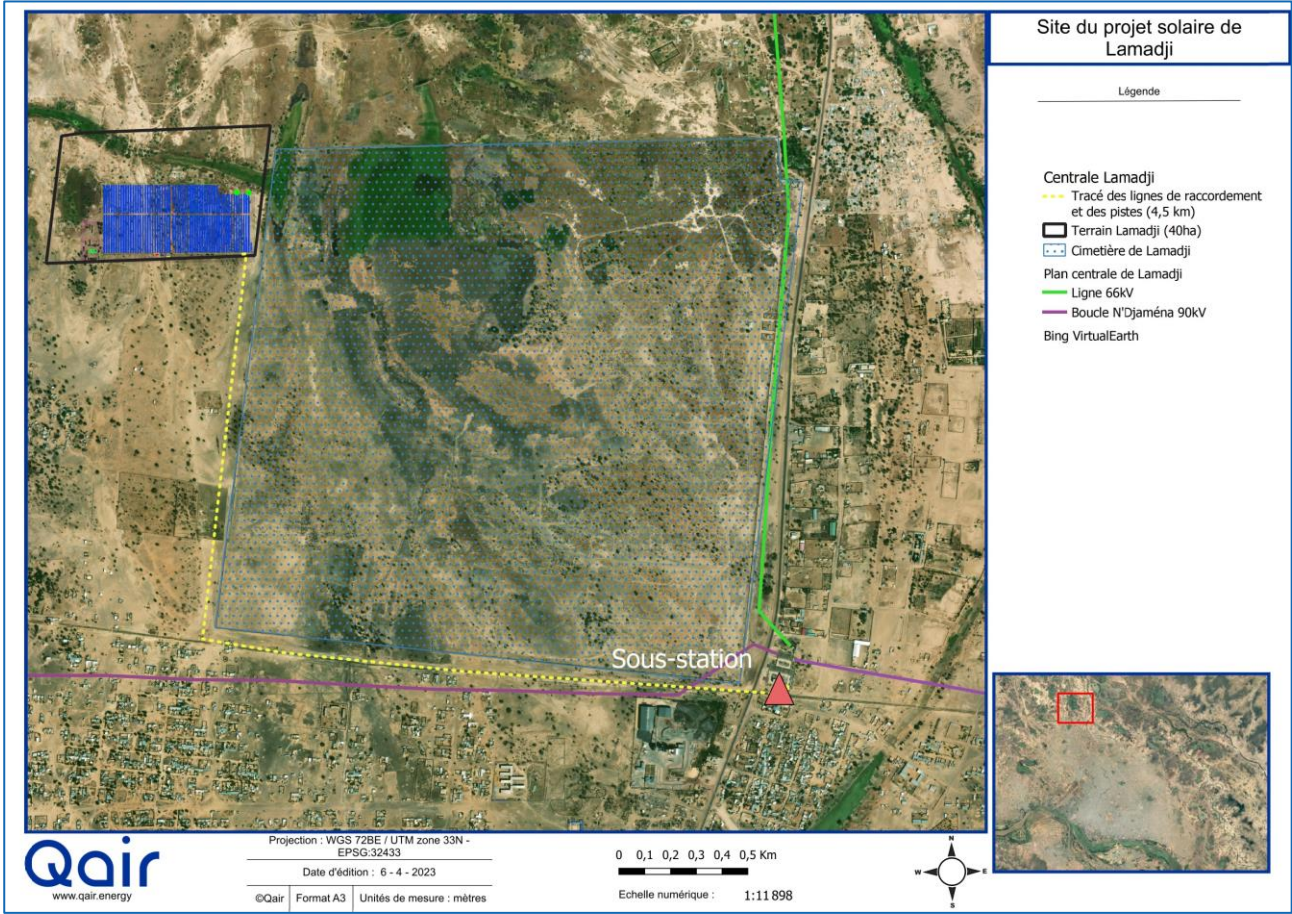 Site du projet solaire de
Lamadji
Légende
Centrale Lamadji
Tracé des lignes de raccordement
et des pistes (4,5 km)
Terrain Lamadji (40ha)
Cimetière de Lamadji
Plan centrale de Lamadji
Ligne 66kV
Boucle N'Djaména 90kV
Bing VirtualEarth
Sous-station
Qair
www.qair.energy
Projection : WGS 72BE / UTM zone 33N -
EPSG:32433
Date d'édition : 6 - 4 - 2023
©Qair Format A3 Unités de mesure : mètres
0 0,1 0,2 0,3 0,4 0,5 Km
Echelle numérique : 1:11 898
N
W E
S